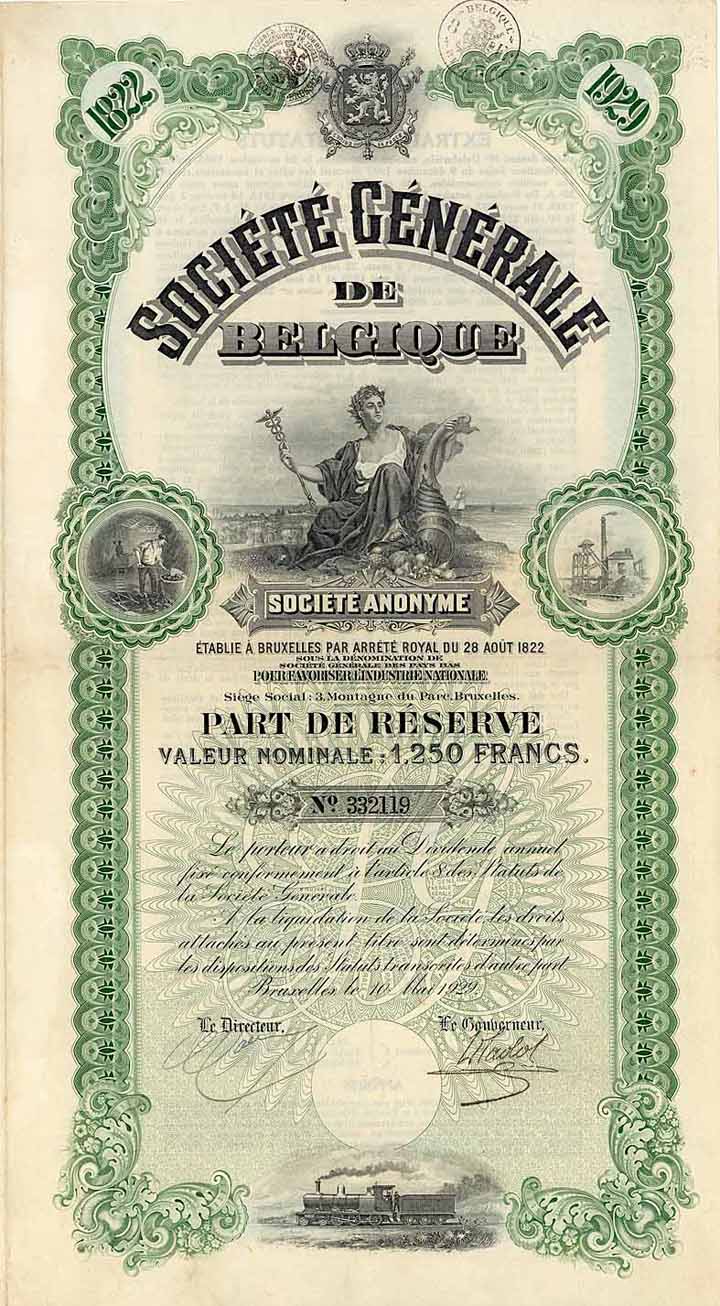 1822
1929
BELGIQUE
SOCIÉTÉ GÉNÉRALE
DE
BELGIQUE
SOCIÉTÉ ANONYME
ÉTABLIE À BRUXELLES PAR ARRÊTÉ ROYAL DU 28 AOÛT 1822
SOUS LA DÉNOMINATION DE
SOCIÉTÉ GÉNÉRALE DES PAYS BAS
POUR FAVORISER L'INDUSTRIE NATIONALE.
Siège Social: 3, Montagne du Parc, Bruxelles.
PART DE RÉSERVE
VALEUR NOMINALE: 1,250 FRANCS.
No 332119
Le porteur a droit au Dividende annuel
fixé conformément à l'article 8 des Statuts de
la Société Générale.
A la liquidation de la Société, les droits
attachés au présent titre sont déterminés par
les dispositions des Statuts transcrites d'autre part
Bruxelles le 10 Mai 1929.
Le Directeur,
Le Gouverneur,